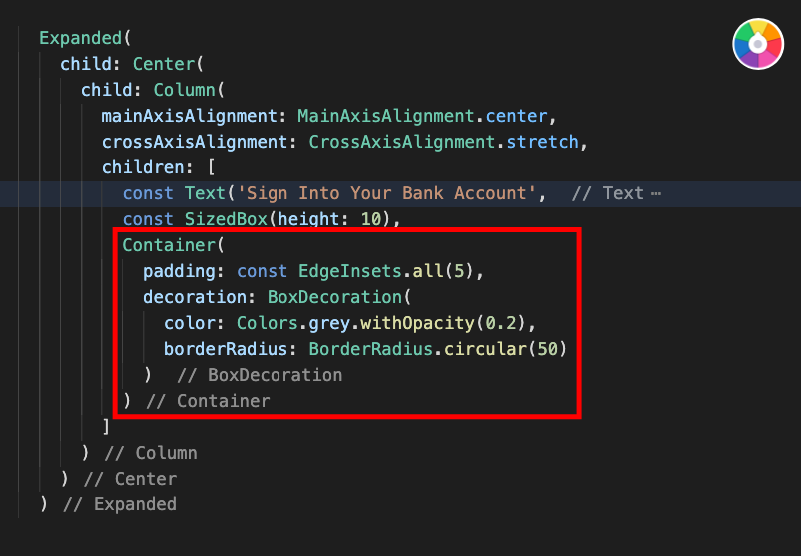 Expanded(
child: Center(
child: Column(
mainAxisAlignment: MainAxisAlignment.center,
crossAxisAlignment: CrossAxisAlignment.stretch,
children: [
const Text('Sign Into Your Bank Account',  // Text ⋯
const SizedBox(height: 10),
Container(
padding: const EdgeInsets.all(5),
decoration: BoxDecoration(
color: Colors.grey.withOpacity(0.2),
borderRadius: BorderRadius.circular(50)
)  // BoxDecoration
) // Container
]
) // Column
) // Center
) // Expanded